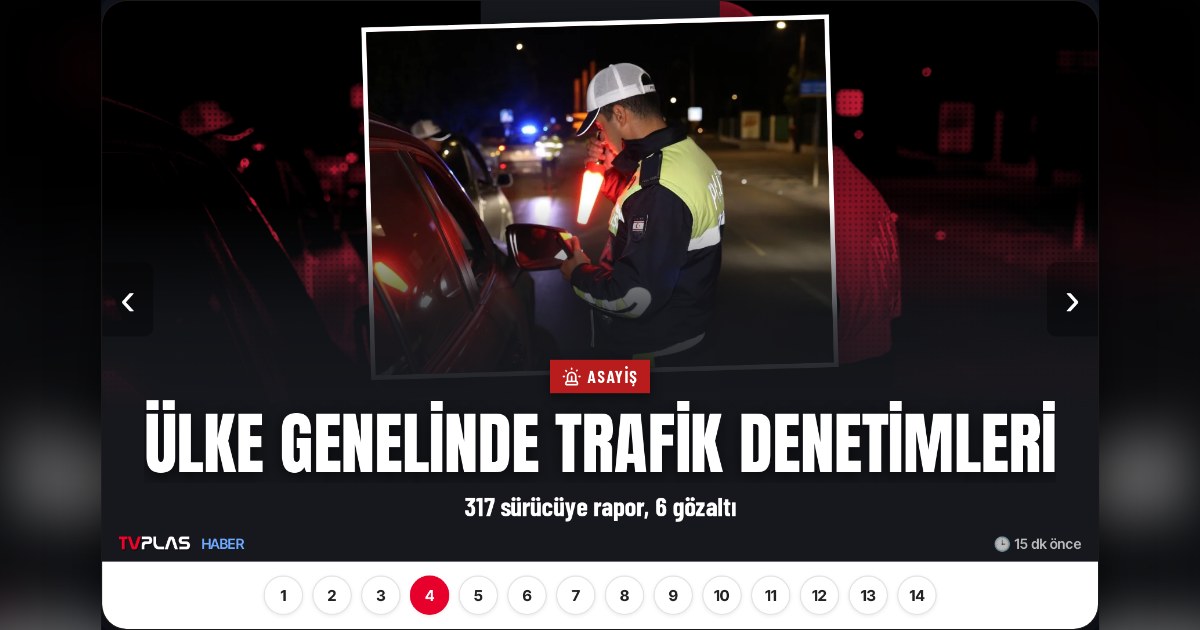 ASAYİŞ
ÜLKE GENELİNDE TRAFİK DENETİMLERİ
317 sürücüye rapor, 6 gözaltı
TVPLAS HABER
15 dk önce
1 2 3 4 5 6 7 8 9 10 11 12 13 14